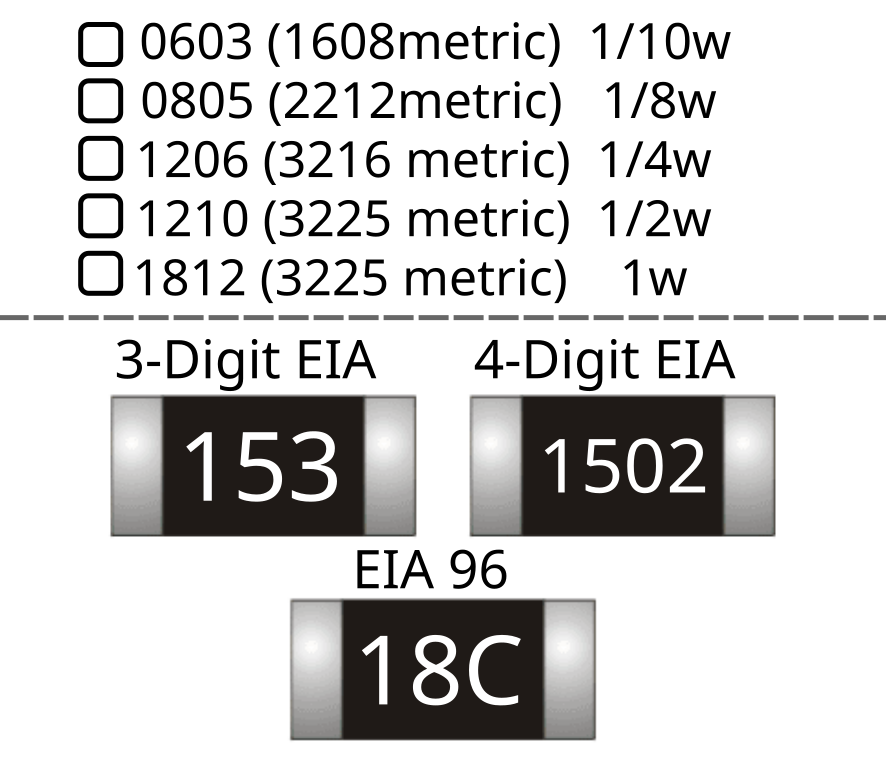 0603 (1608metric) 1/10w
0805 (2212metric) 1/8w
1206 (3216 metric) 1/4w
1210 (3225 metric) 1/2w
1812 (3225 metric) 1w
3-Digit EIA 4-Digit EIA
153 1502
EIA 96
18C